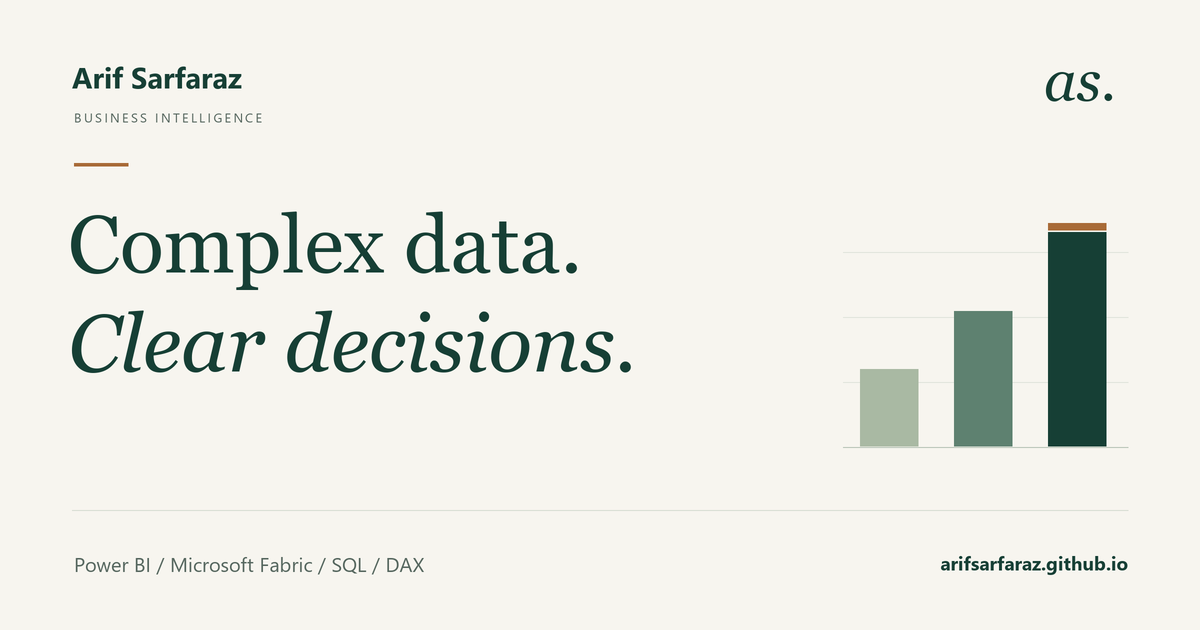 Arif Sarfaraz
as.
BUSINESS INTELLIGENCE
Complex data.
Clear decisions.
Power BI / Microsoft Fabric / SQL / DAX
arifsarfaraz.github.io